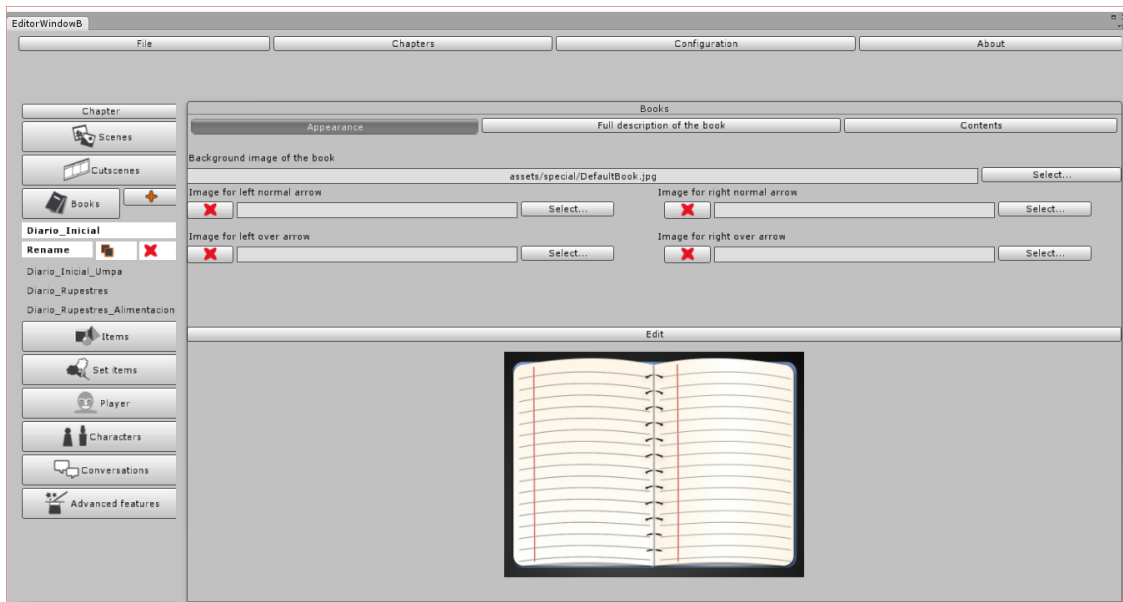 EditorWindowB
File Chapters Configuration About
Chapter
Scenes
Cutscenes
Books
Diario_Inicial
Rename
Diario_Inicial_Umpa
Diario_Rupestres
Diario_Rupestres_Alimentacion
Items
Set items
Player
Characters
Conversations
Advanced features
Books
Appearance Full description of the book Contents
Background image of the book
assets/special/DefaultBook.jpg Select...
Image for left normal arrow Image for right normal arrow
Select... Select...
Image for left over arrow Image for right over arrow
Select... Select...
Edit